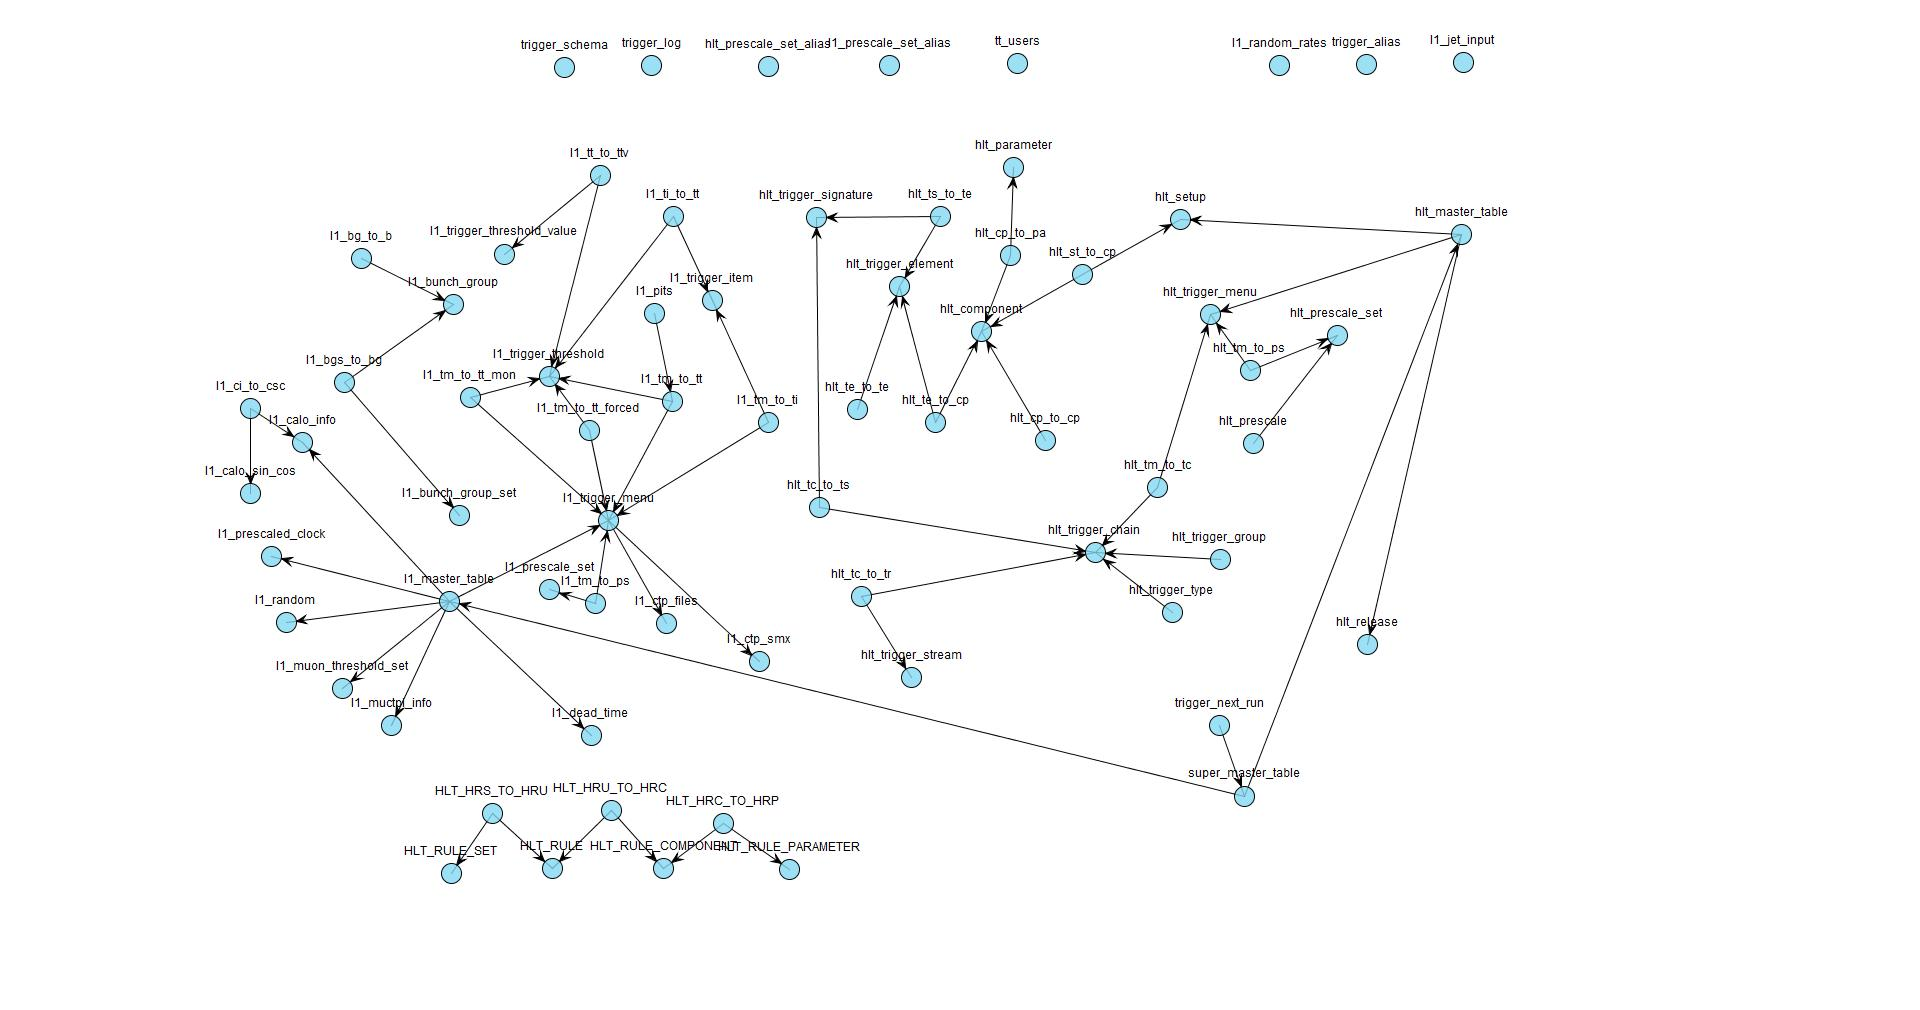 trigger_schema
trigger_log
hlt_prescale_set_alias
l1_prescale_set_alias
tt_users
l1_random_rates
trigger_alias
l1_jet_input
l1_tt_to_ttv
hlt_parameter
l1_ti_to_tt
hlt_trigger_signature
hlt_ts_to_te
hlt_setup
hlt_master_table
l1_bg_to_b
l1_trigger_threshold_value
hlt_cp_to_pa
hlt_st_to_cp
l1_bunch_group
l1_trigger_item
hlt_trigger_element
l1_pits
hlt_trigger_menu
hlt_component
hlt_prescale_set
l1_bgs_to_bg
l1_trigger_threshold
hlt_tm_to_ps
l1_ci_to_csc
l1_tm_to_tt_mon
l1_tm_to_tt
hlt_te_to_te
l1_tm_to_tt_forced
l1_tm_to_ti
hlt_te_to_cp
l1_calo_info
hlt_cp_to_cp
hlt_prescale
l1_calo_sin_cos
hlt_tm_to_tc
l1_bunch_group_set
l1_trigger_menu
hlt_tc_to_ts
l1_prescaled_clock
hlt_trigger_chain
hlt_trigger_group
l1_master_table
l1_prescale_set
l1_tm_to_ps
hlt_tc_to_tr
hlt_trigger_type
l1_random
l1_ctp_files
hlt_release
l1_ctp_smx
l1_muon_threshold_set
hlt_trigger_stream
l1_muctpi_info
l1_dead_time
trigger_next_run
super_master_table
HLT_HRS_TO_HRU
HLT_HRU_TO_HRC
HLT_HRC_TO_HRP
HLT_RULE_SET
HLT_RULE
HLT_RULE_COMPONENT
HLT_RULE_PARAMETER